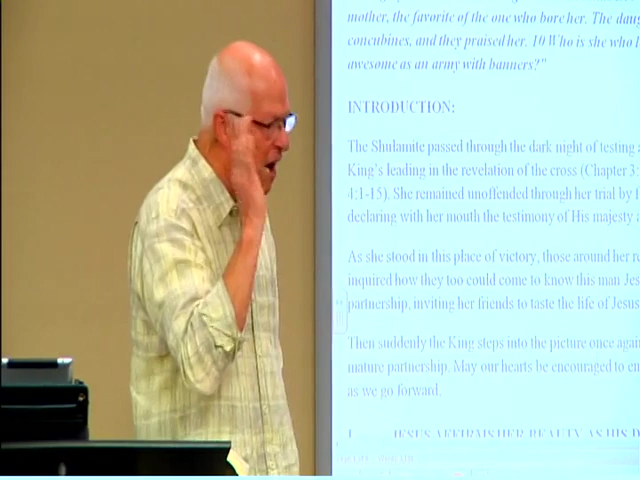 mother, the favorite of the one who bore her. The
concubines, and they praised her. 10 Who is she who
awesome as an army with banners?"
INTRODUCTION:
The Shulamite passed through the dark night of testing
King's leading in the revelation of the cross (Chapter 3:
4:1-15). She remained unoffended through her trial by
declaring with her mouth the testimony of His majesty
As she stood in this place of victory, those around her
inquired how they too could come to know this man
partnership, inviting her friends to taste the life of Jesus
Then suddenly the King steps into the picture once
mature partnership. May our hearts be encouraged to
as we go forward.
I. JESUS AFFIRMS HER BEAUTY AS HIS